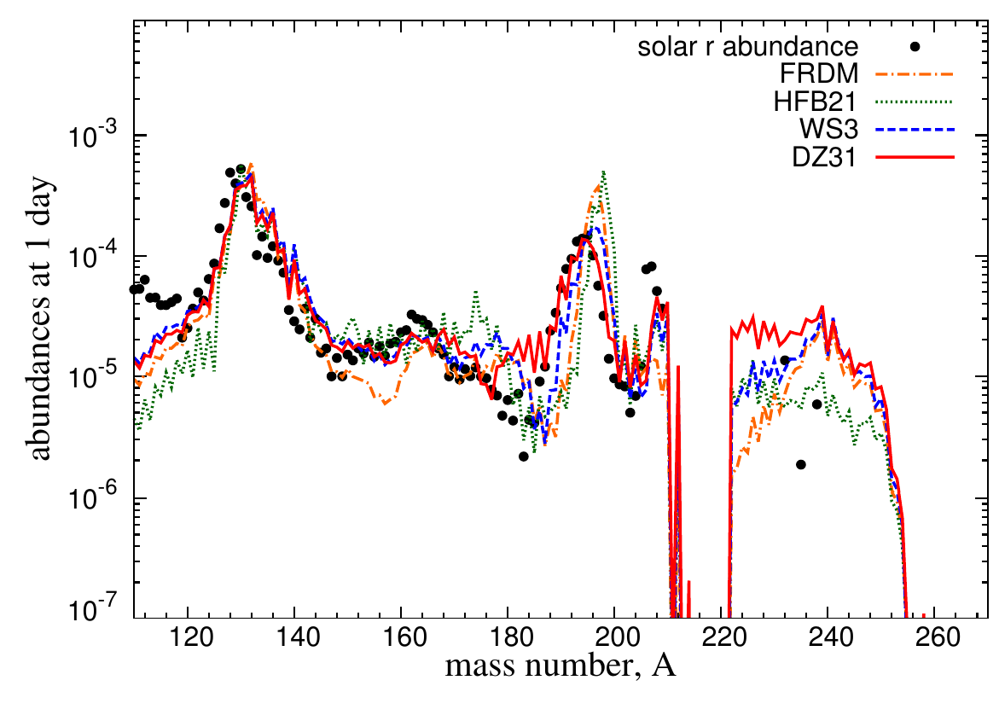 solar r abundance
FRDM
HFB21
WS3
DZ31
abundances at 1 day
10-3
10-4
10-5
10-6
10-7
120 140 160 180 200 220 240 260
mass number, A